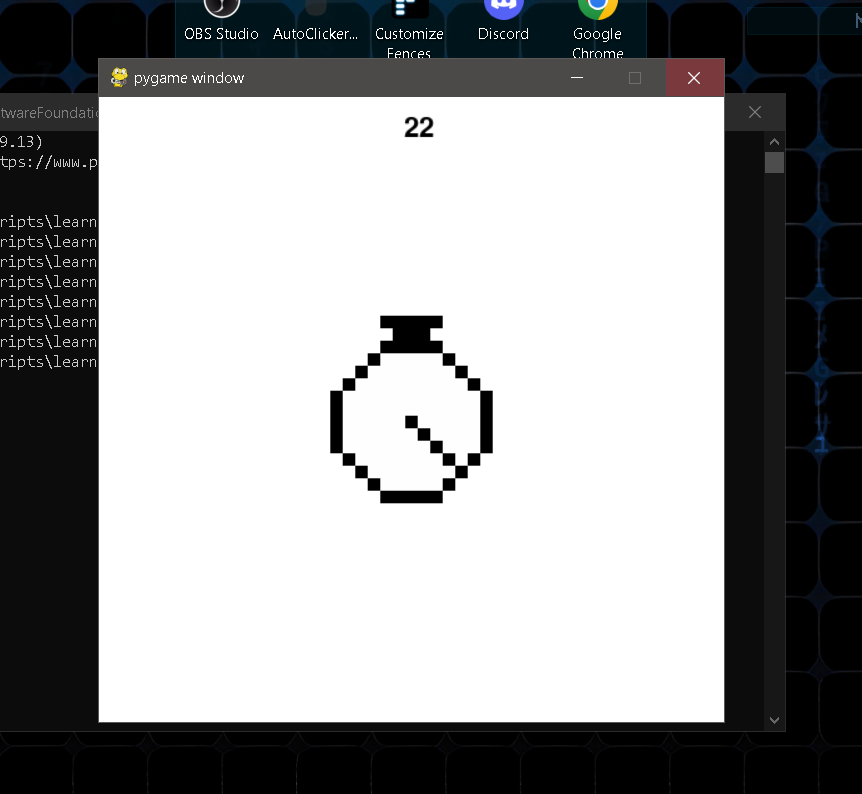 OBS Studio
AutoClicker...
Customize
Fences
Discord
Google
Chrome
pygame window
22
twareFoundatio
9.13)
tps://www.p
ripts\learn
ripts\learn
ripts\learn
ripts\learn
ripts\learn
ripts\learn
ripts\learn
ripts\learn